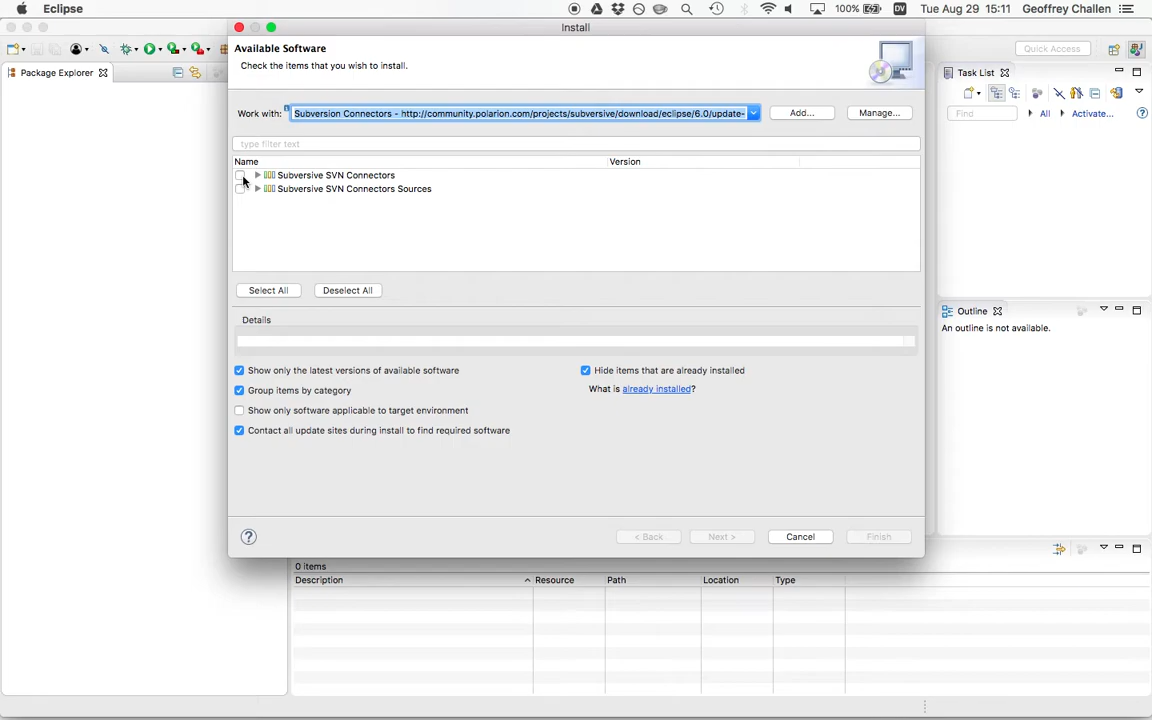 Eclipse
100%
DV
Tue Aug 29 15:11
Geoffrey Challen
Install
Quick Access
Package Explorer
Available Software
Check the items that you wish to install.
Task List
Work with:
Subversion Connectors - http://community.polarion.com/projects/subversive/download/eclipse/6.0/update-
Add...
Manage...
Find
All
Activate...
?
type filter text
Name
Version
Subversive SVN Connectors
Subversive SVN Connectors Sources
Select All
Deselect All
Outline
Details
An outline is not available.
Show only the latest versions of available software
Hide items that are already installed
Group items by category
What is already installed?
Show only software applicable to target environment
Contact all update sites during install to find required software
?
< Back
Next >
Cancel
Finish
0 items
Description
Resource
Path
Location
Type